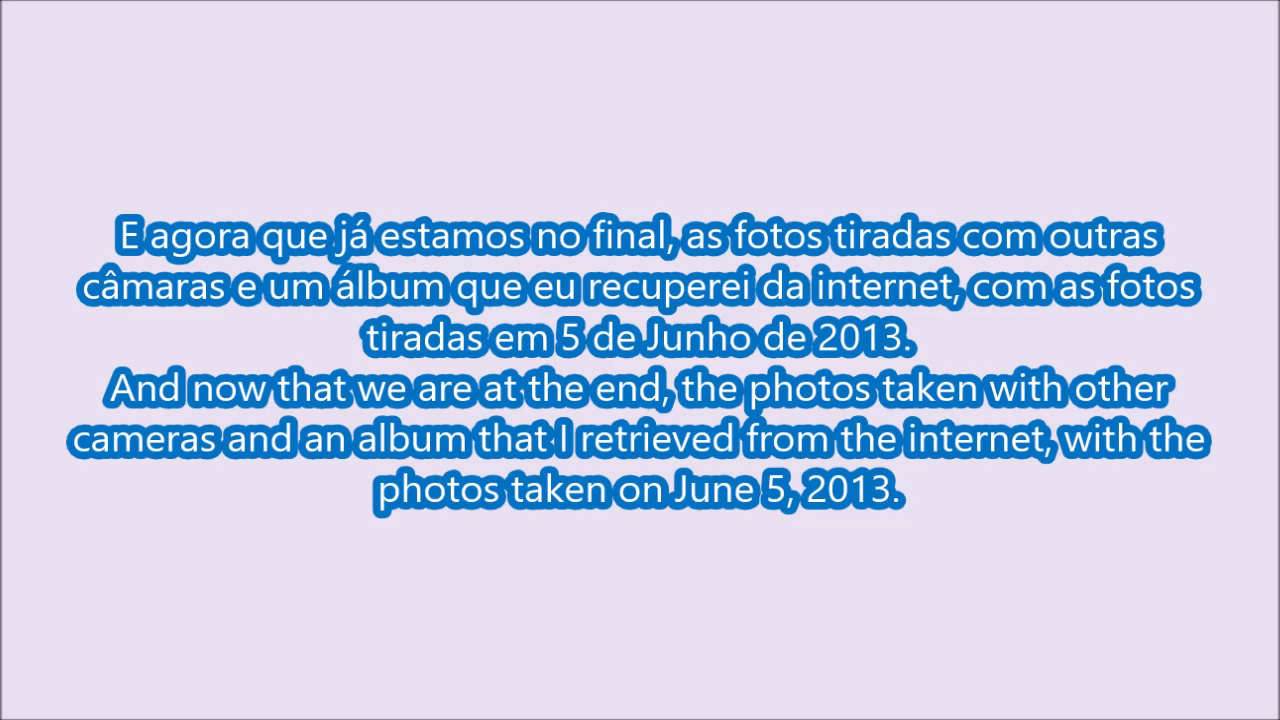 E agora que já estamos no final, as fotos tiradas com outras
câmaras e um álbum que eu recuperei da internet, com as fotos
tiradas em 5 de Junho de 2013.
And now that we are at the end, the photos taken with other
cameras and an album that I retrieved from the internet, with the
photos taken on June 5, 2013.